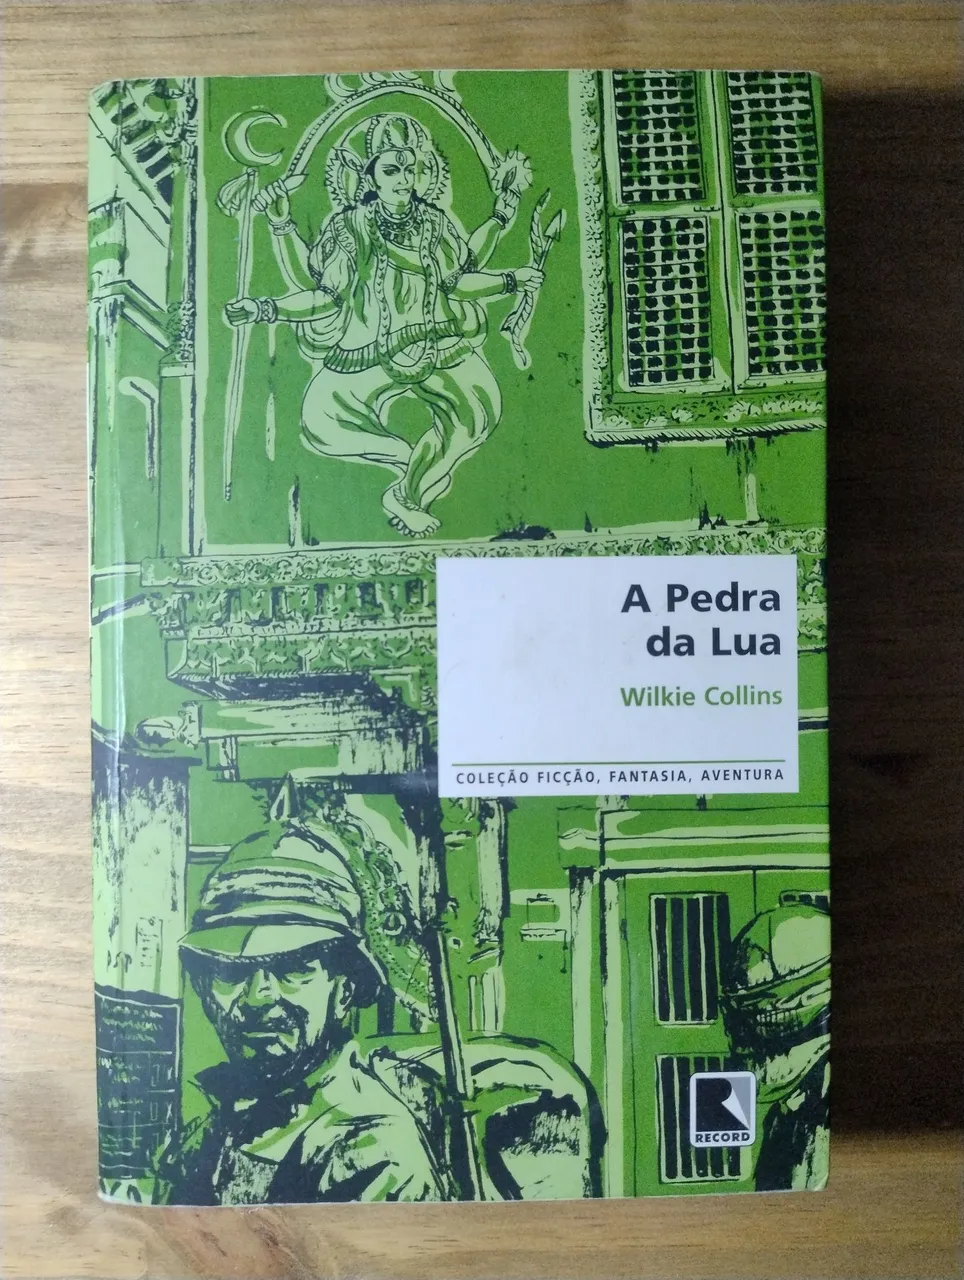 A Pedra
da Lua
Wilkie Collins
COLEÇÃO FICÇÃO, FANTASIA, AVENTURA
RECORD